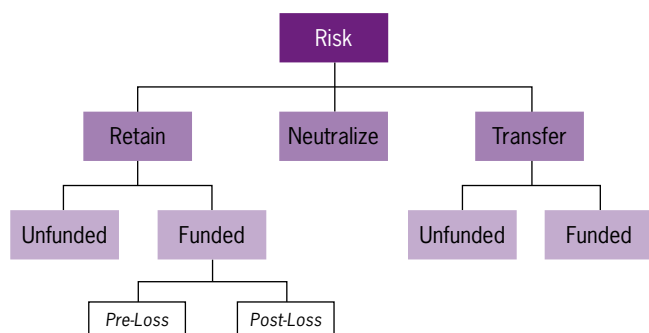 Risk
Retain
Neutralize
Transfer
Unfunded
Funded
Unfunded
Funded
Pre-Loss
Post-Loss